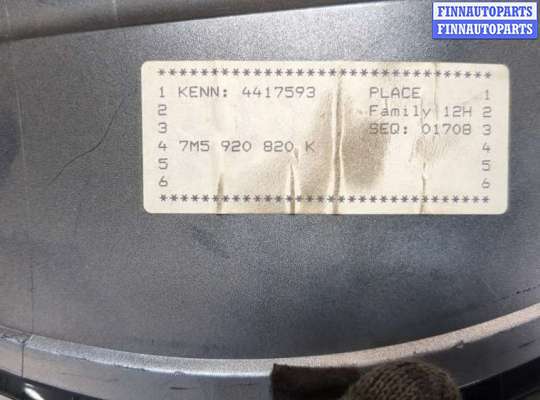 FINNAUTOPARTS
FINNAUTOPARTS
************************************
1 KENN: 4417593 PLACE 1
2 Family 12H 2
3 SEQ: 01708 3
4 7M5 920 820 K 4
5 5
6 6
************************************